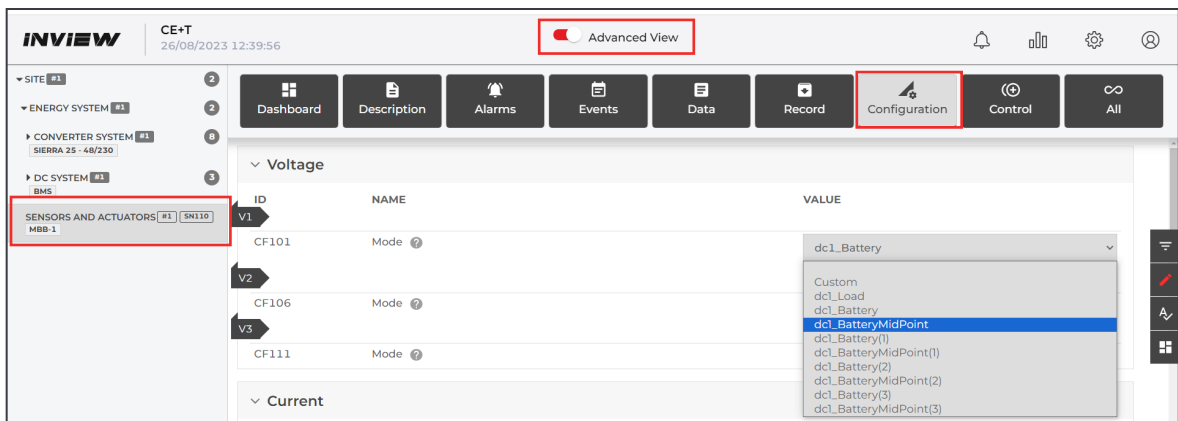 iNViEW
CE+T
26/08/2023 12:39:56
Advanced View
SITE #1 2
ENERGY SYSTEM #1 2
CONVERTER SYSTEM #1 8
SIERRA 25 - 48/230
DC SYSTEM #1 3
BMS
SENSORS AND ACTUATORS #1 SN110
MBB-1
Dashboard
Description
Alarms
Events
Data
Record
Configuration
Control
All
Voltage
ID NAME VALUE
V1
CF101 Mode ? dc1_Battery
V2
CF106 Mode ?
V3
CF111 Mode ?
Custom
dc1_Load
dc1_Battery
dc1_BatteryMidPoint
dc1_Battery(1)
dc1_BatteryMidPoint(1)
dc1_Battery(2)
dc1_BatteryMidPoint(2)
dc1_Battery(3)
dc1_BatteryMidPoint(3)
Current